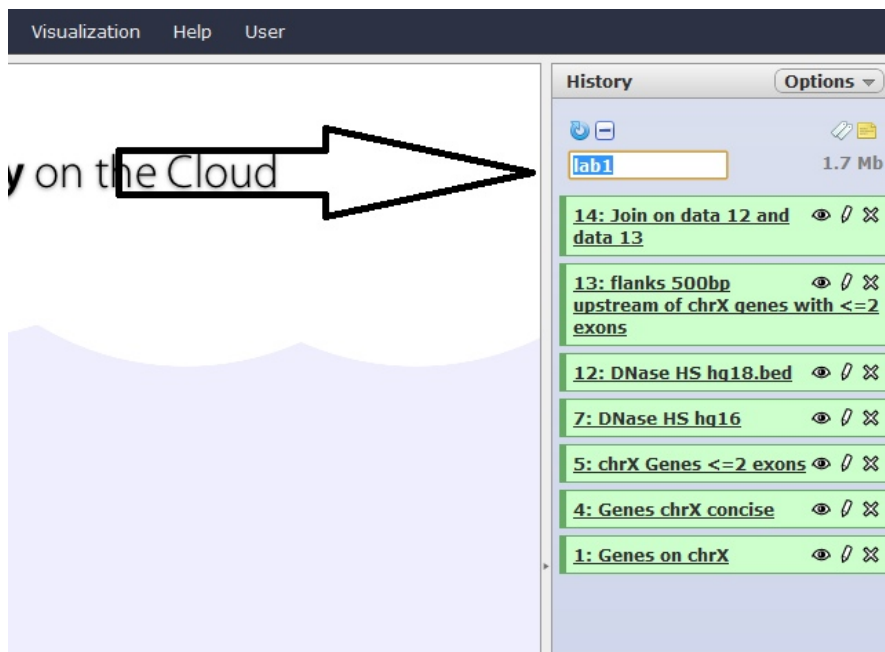 Visualization Help User
History Options
y on the Cloud
lab1
1.7 Mb
14: Join on data 12 and
data 13
13: flanks 500bp
upstream of chrX genes with <=2
exons
12: DNase HS hg18.bed
7: DNase HS hg16
5: chrX Genes <=2 exons
4: Genes chrX concise
1: Genes on chrX